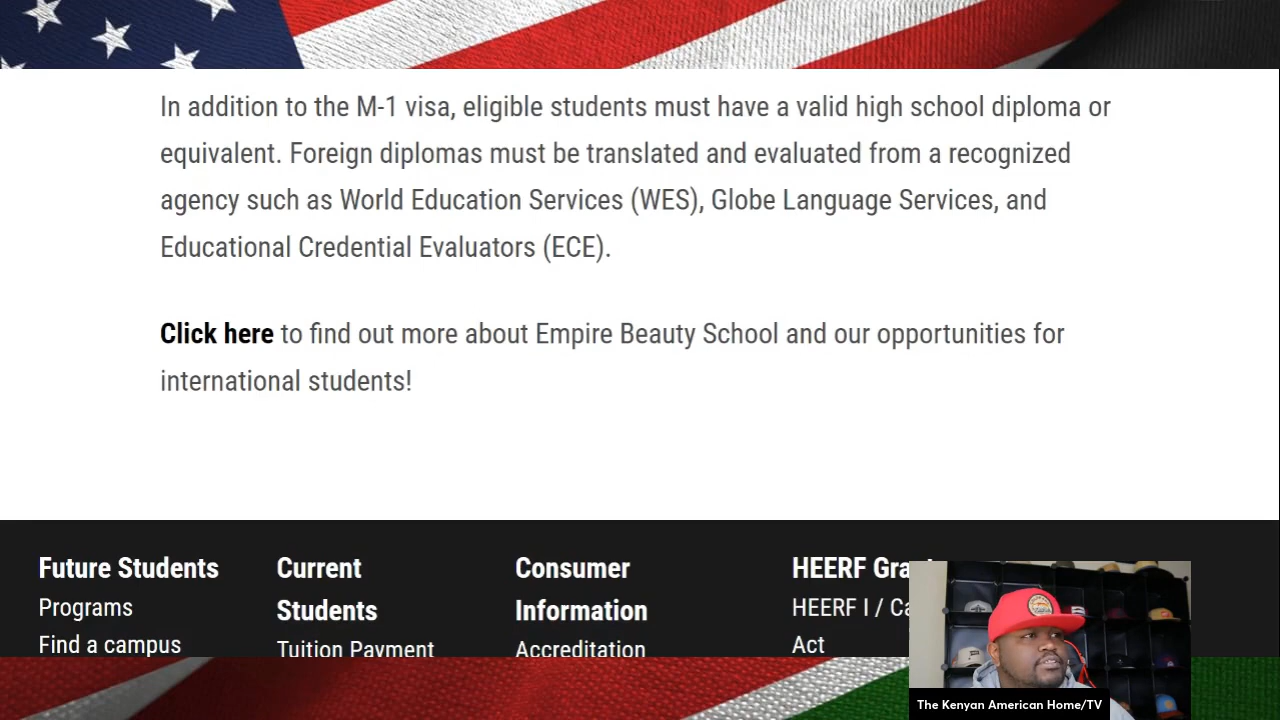 In addition to the M-1 visa, eligible students must have a valid high school diploma or
equivalent. Foreign diplomas must be translated and evaluated from a recognized
agency such as World Education Services (WES), Globe Language Services, and
Educational Credential Evaluators (ECE).
Click here to find out more about Empire Beauty School and our opportunities for
international students!
Future Students
Programs
Find a campus
Current
Students
Tuition Payment
Consumer
Information
Accreditation
HEERF
HEERF I /
Act
The Kenyan American Home/TV